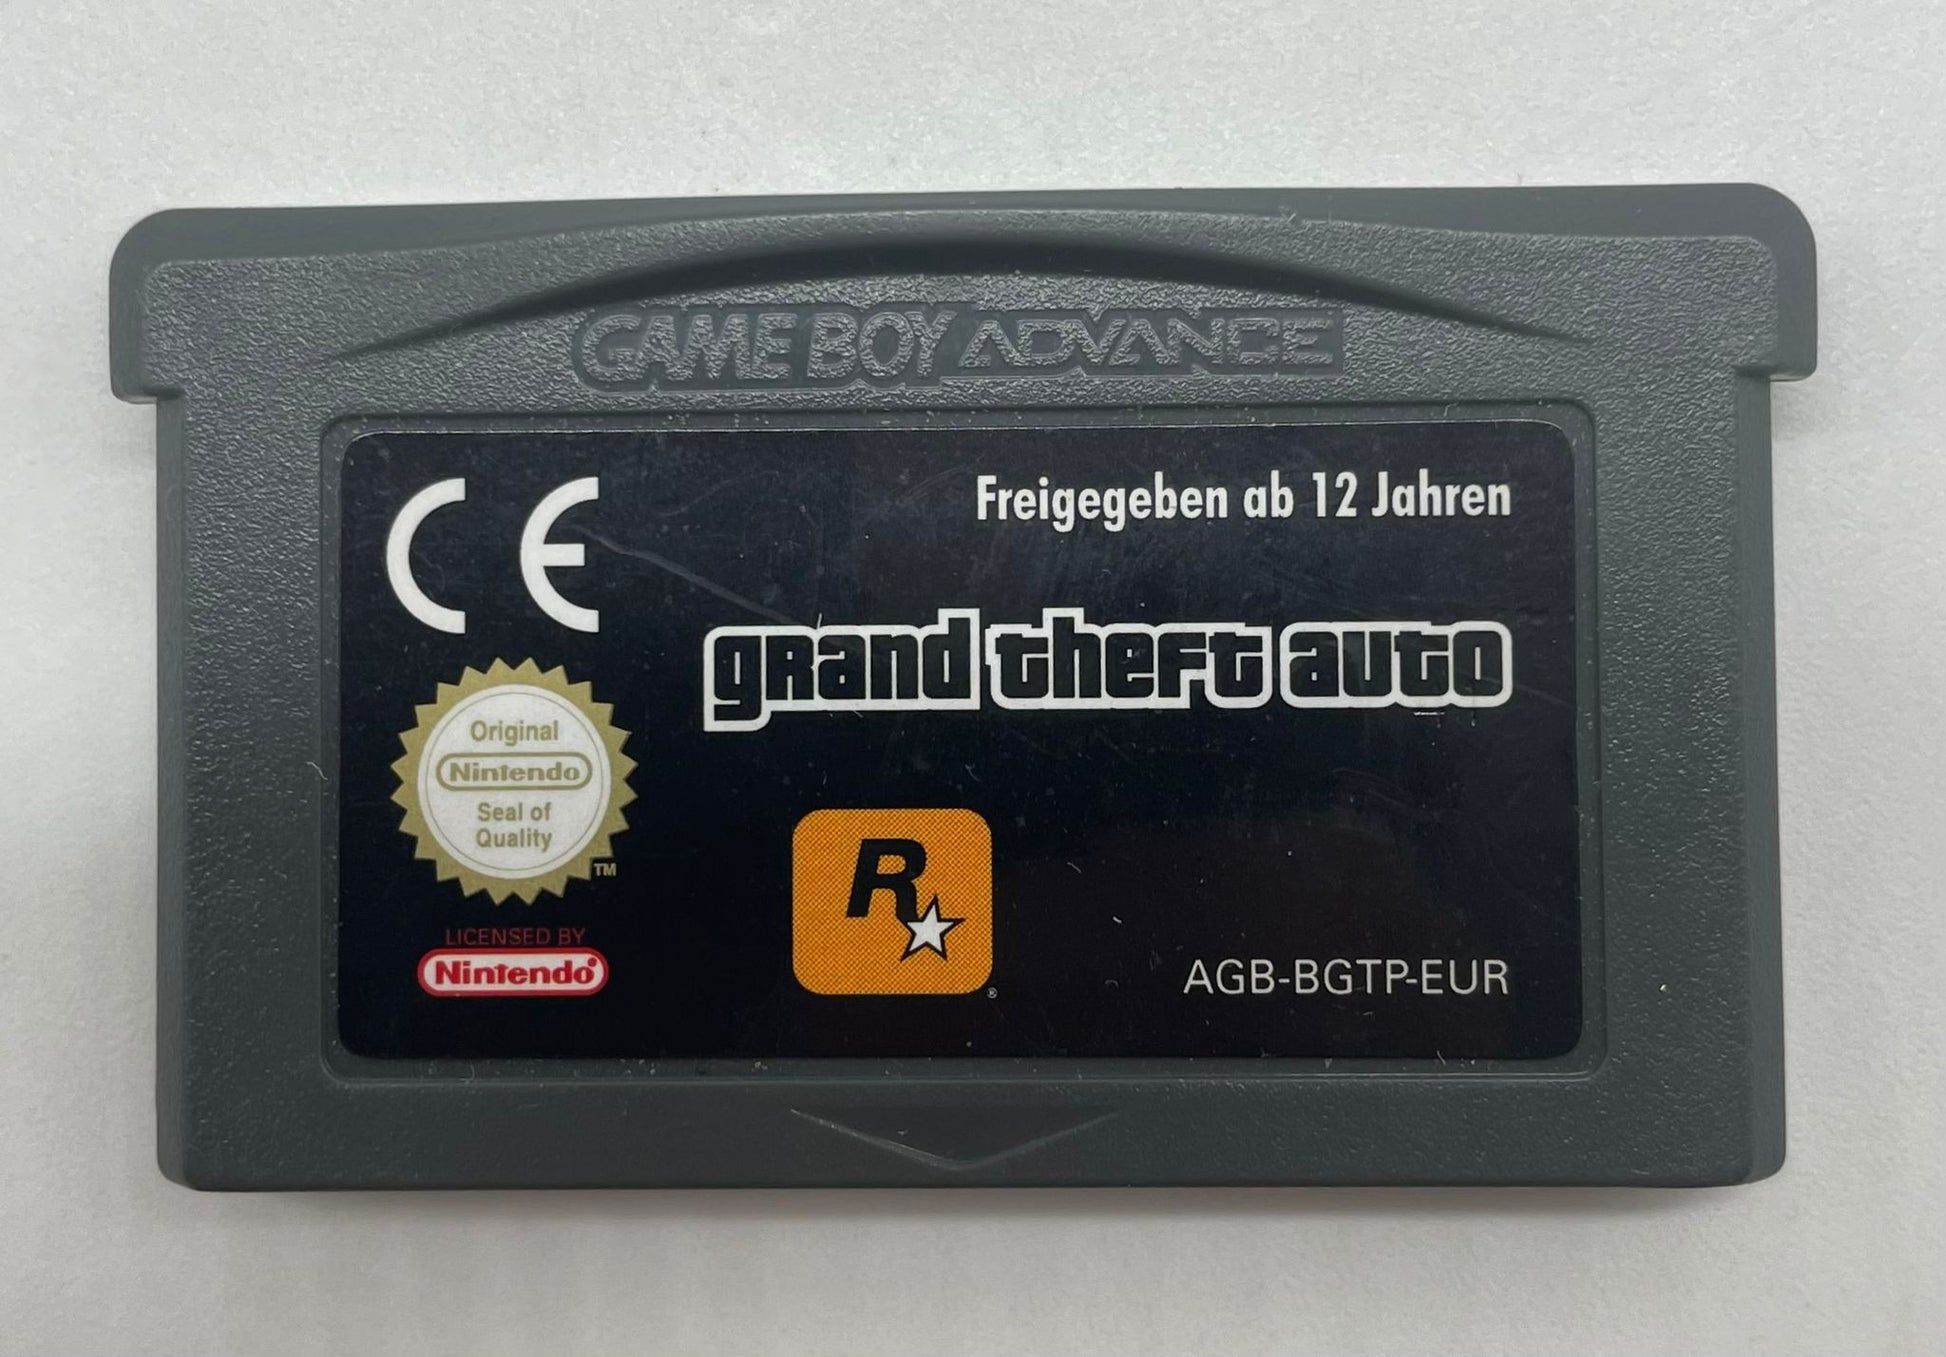 GAME BOY ADVANCE
CE
Freigegeben ab 12 Jahren
grand theft auto
Original
Nintendo
Seal of
Quality
TM
LICENSED BY
Nintendo®
R
®
AGB-BGTP-EUR